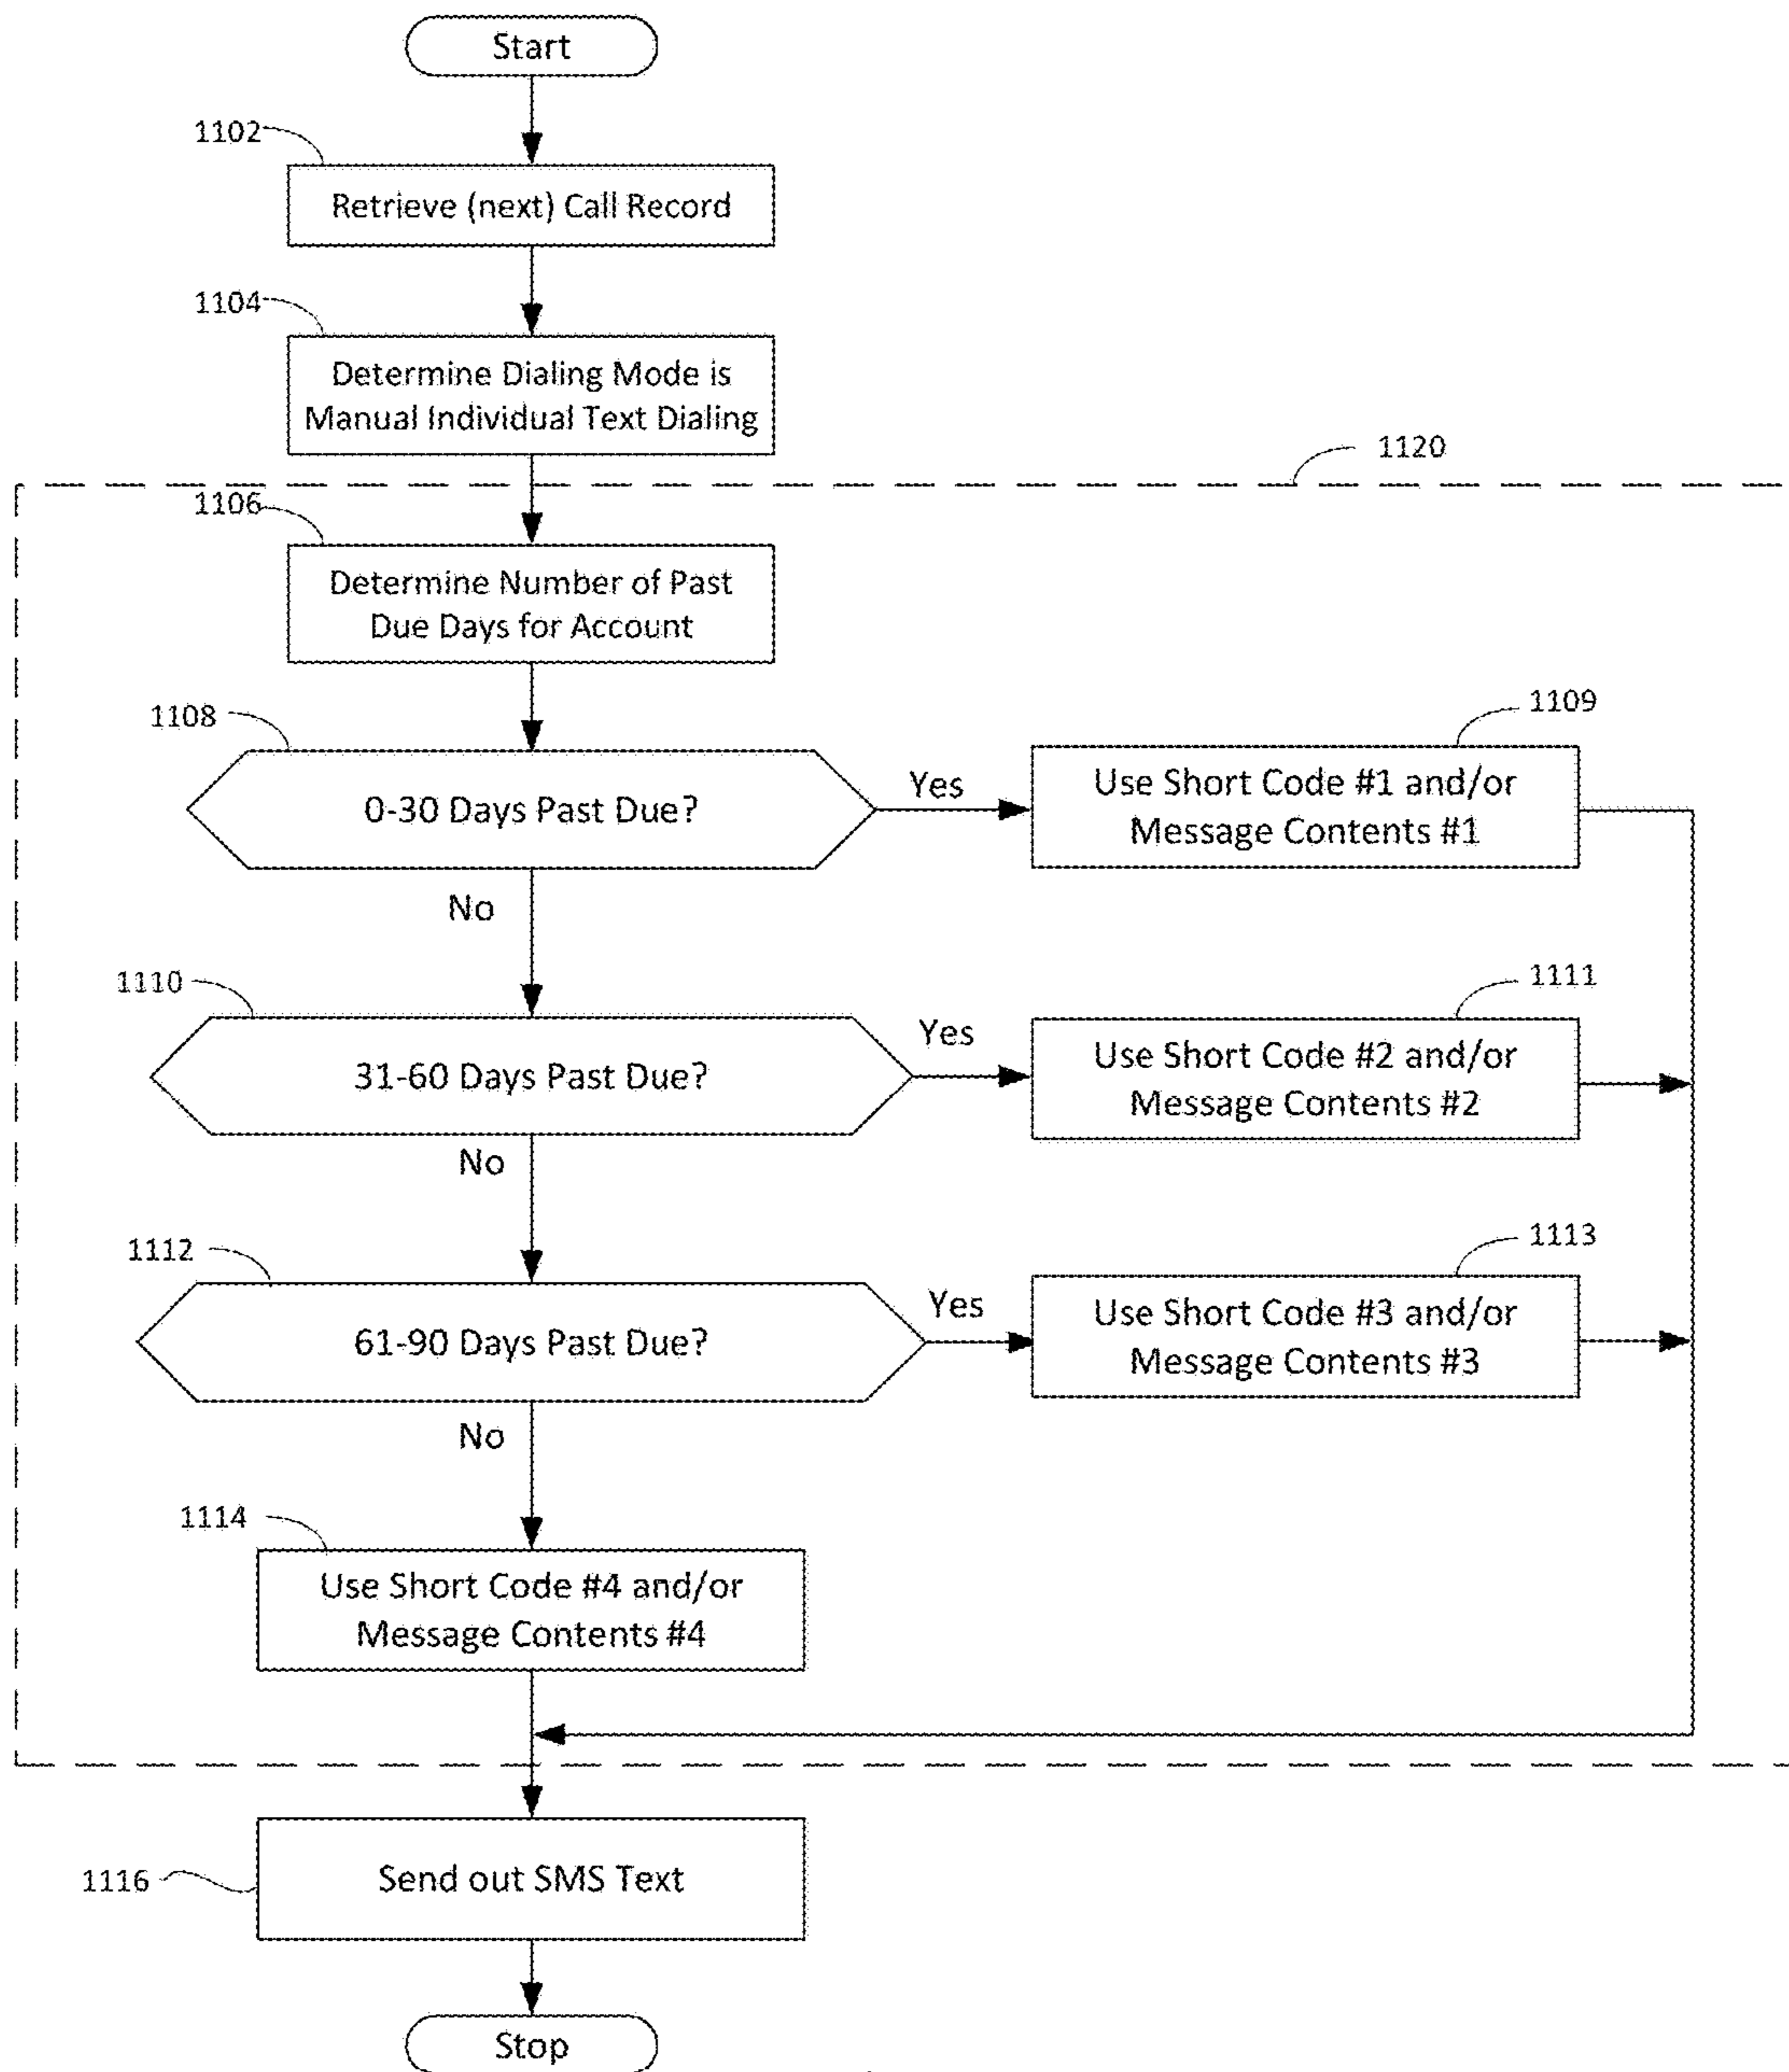 Start
1102
Retrieve (next) Call Record
1104
Determine Dialing Mode is
Manual Individual Text Dialing
1120
1106
Determine Number of Past
Due Days for Account
1108
0-30 Days Past Due?
Yes
1109
Use Short Code #1 and/or
Message Contents #1
No
1110
31-60 Days Past Due?
Yes
1111
Use Short Code #2 and/or
Message Contents #2
No
1112
61-90 Days Past Due?
Yes
1113
Use Short Code #3 and/or
Message Contents #3
No
1114
Use Short Code #4 and/or
Message Contents #4
1116
Send out SMS Text
Stop